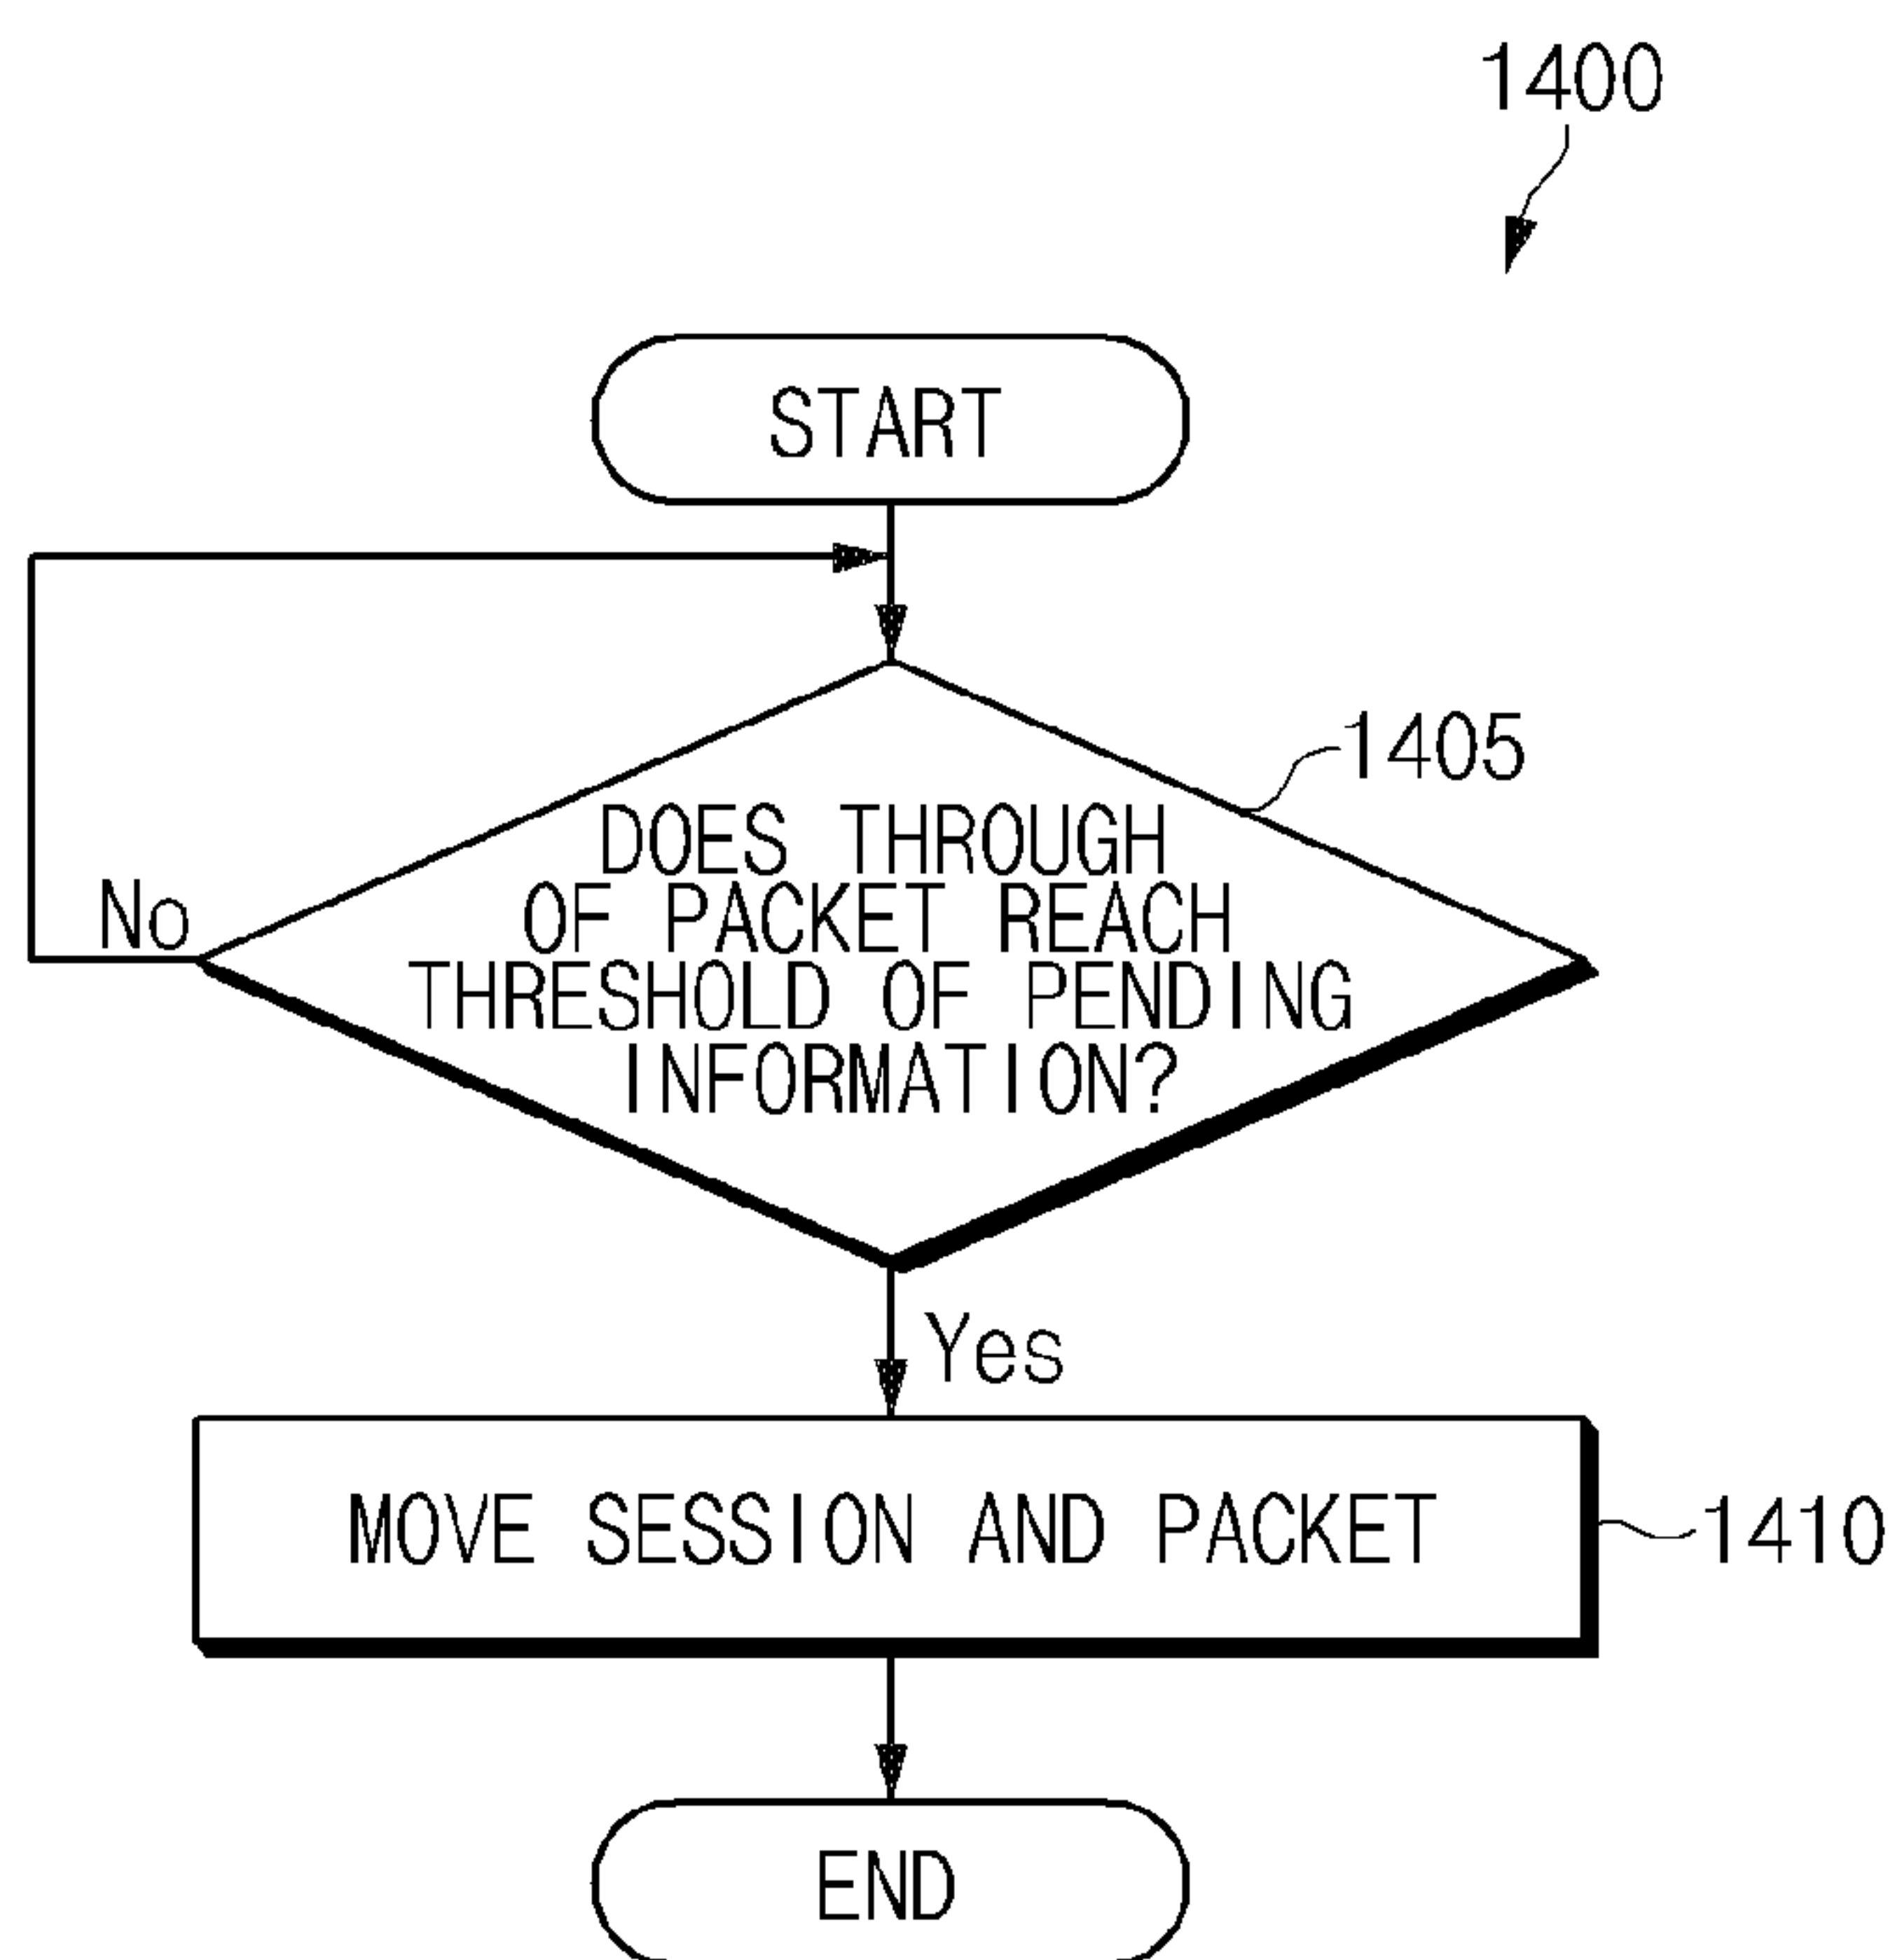 1400
START
1405
DOES THROUGH
OF PACKET REACH
THRESHOLD OF PENDING
INFORMATION?
No
Yes
MOVE SESSION AND PACKET
1410
END